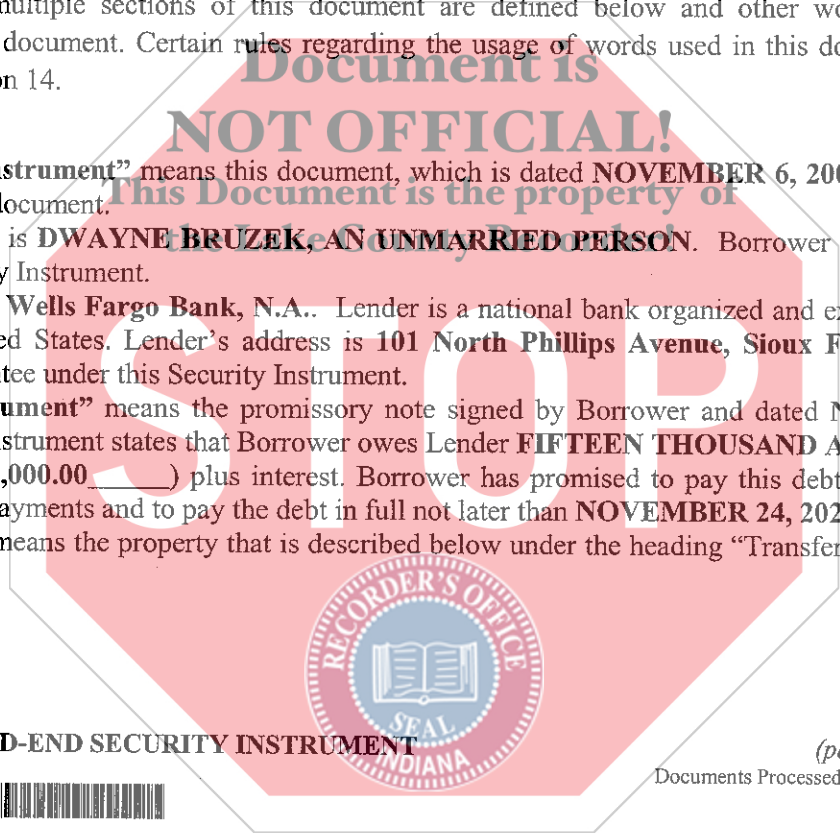 multiple sections of this document are defined below and other wo
document. Certain rules regarding the usage of words used in this do
n 14.
Document is
NOT OFFICIAL!
This Document is the property of
the Lake County Recorder!
strument” means this document, which is dated NOVEMBER 6, 200
document.
is DWAYNE BRUZEK, AN UNMARRIED PERSON. Borrower
y Instrument.
Wells Fargo Bank, N.A.. Lender is a national bank organized and e
ed States. Lender’s address is 101 North Phillips Avenue, Sioux F
tee under this Security Instrument.
ument” means the promissory note signed by Borrower and dated N
strument states that Borrower owes Lender FIFTEEN THOUSAND A
,000.00______) plus interest. Borrower has promised to pay this debt
ayments and to pay the debt in full not later than NOVEMBER 24, 202
means the property that is described below under the heading “Transfer
STOP
RECORDER'S OFFICE
SEAL
INDIANA
D-END SECURITY INSTRUMENT
(p
Documents Processed